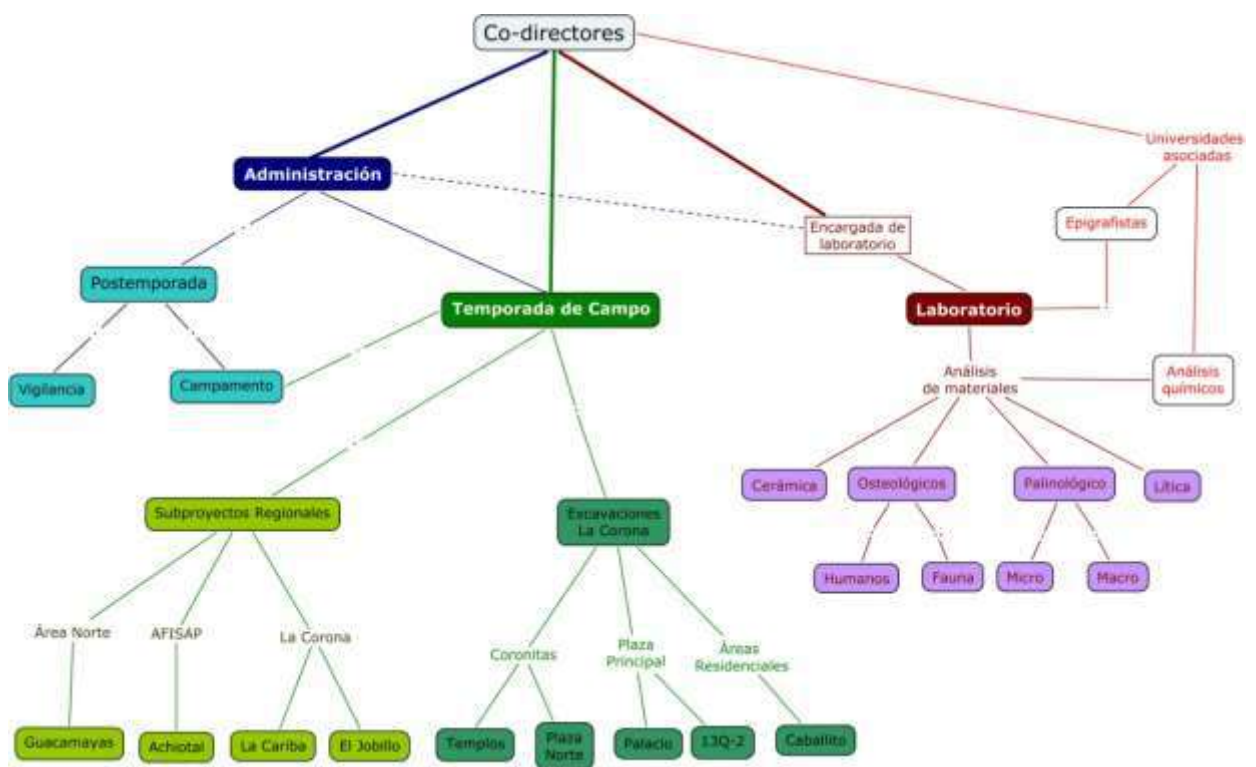 Co-directores
Universidades
asociadas
Administración
Epigrafistas
Encargada de
laboratorio
Postemporada
Temporada de Campo
Laboratorio
Vigilancia
Campamento
Análisis
de materiales
Análisis
químicos
Cerámica
Osteológicos
Palinológico
Lítica
Subproyectos Regionales
Escavaciones
La Corona
Humanos
Fauna
Micro
Macro
Área Norte
AFISAP
La Corona
Coronitas
Plaza
Principal
Áreas
Residenciales
Guacamayas
Achiotal
La Cariba
El Jobillo
Templos
Plaza
Norte
Palacio
13Q-2
Caballito